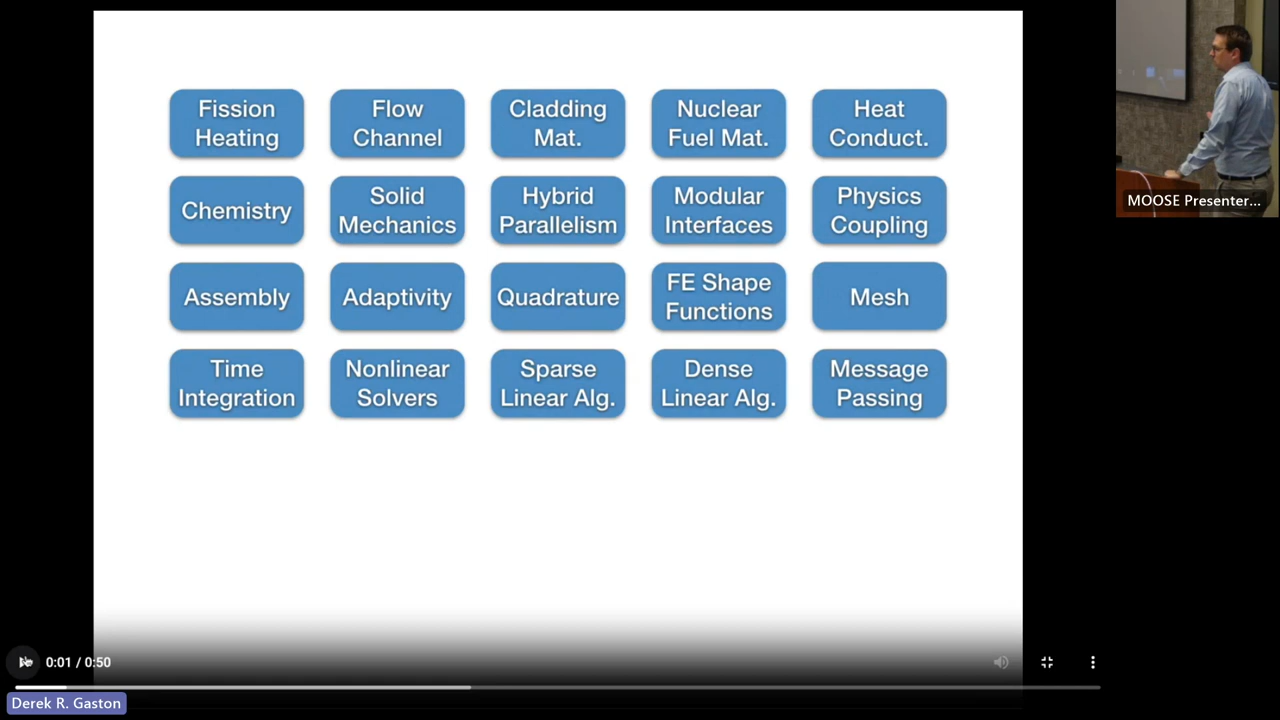 Fission
Heating
Flow
Channel
Cladding
Mat.
Nuclear
Fuel Mat.
Heat
Conduct.
Chemistry
Solid
Mechanics
Hybrid
Parallelism
Modular
Interfaces
Physics
Coupling
Assembly
Adaptivity
Quadrature
FE Shape
Functions
Mesh
Time
Integration
Nonlinear
Solvers
Sparse
Linear Alg.
Dense
Linear Alg.
Message
Passing
MOOSE Presenter...
0:01 / 0:50
Derek R. Gaston